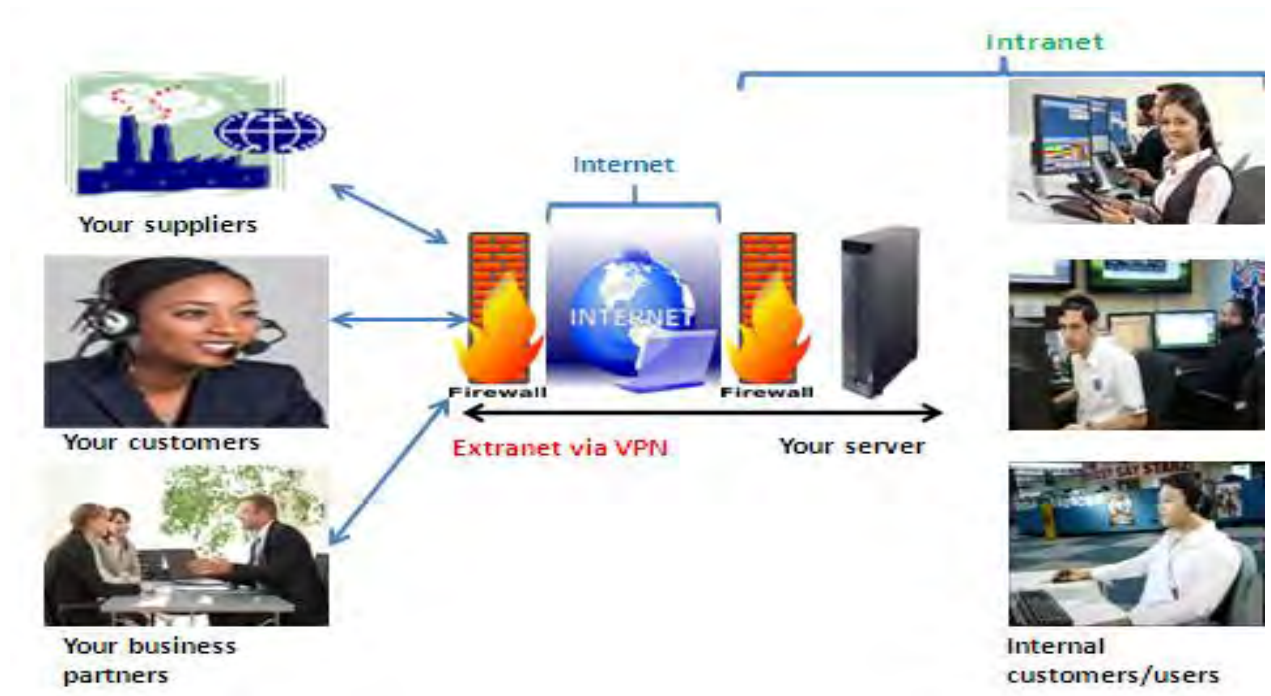 Intranet
Internet
Your suppliers
INTERNET
Firewall
Firewall
Your customers
Extranet via VPN
Your server
Your business
partners
Internal
customers/users